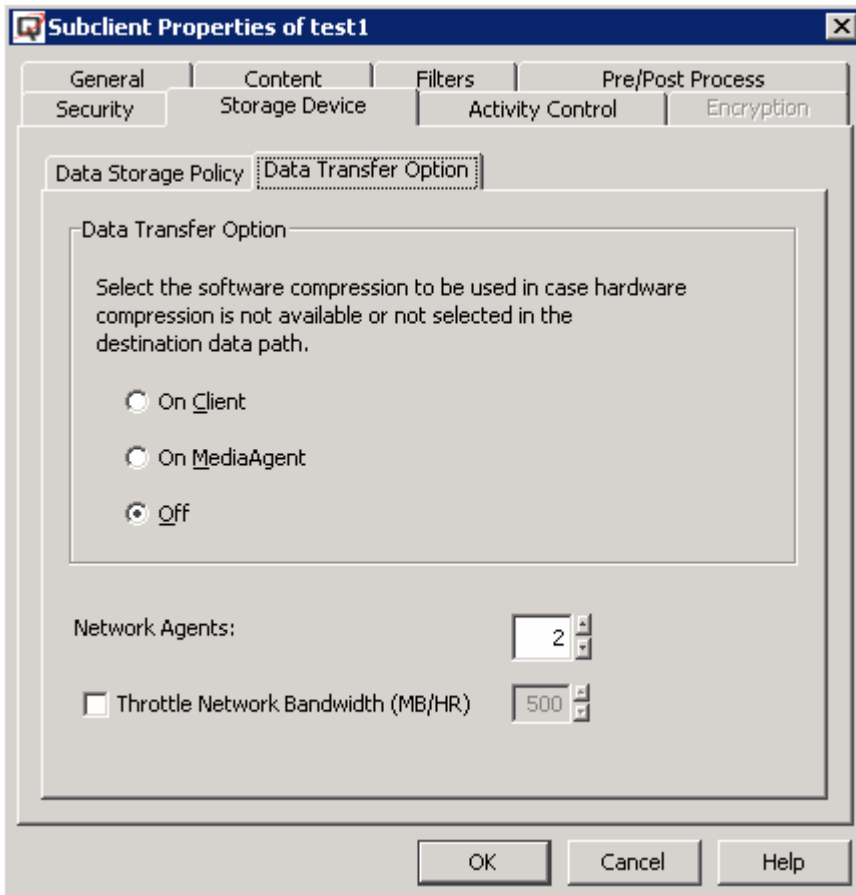 Subclient Properties of test1
General Content Filters Pre/Post Process
Security Storage Device Activity Control Encryption
Data Storage Policy Data Transfer Option
Data Transfer Option
Select the software compression to be used in case hardware
compression is not available or not selected in the
destination data path.
On Client
On MediaAgent
Off
Network Agents: 2
Throttle Network Bandwidth (MB/HR) 500
OK Cancel Help